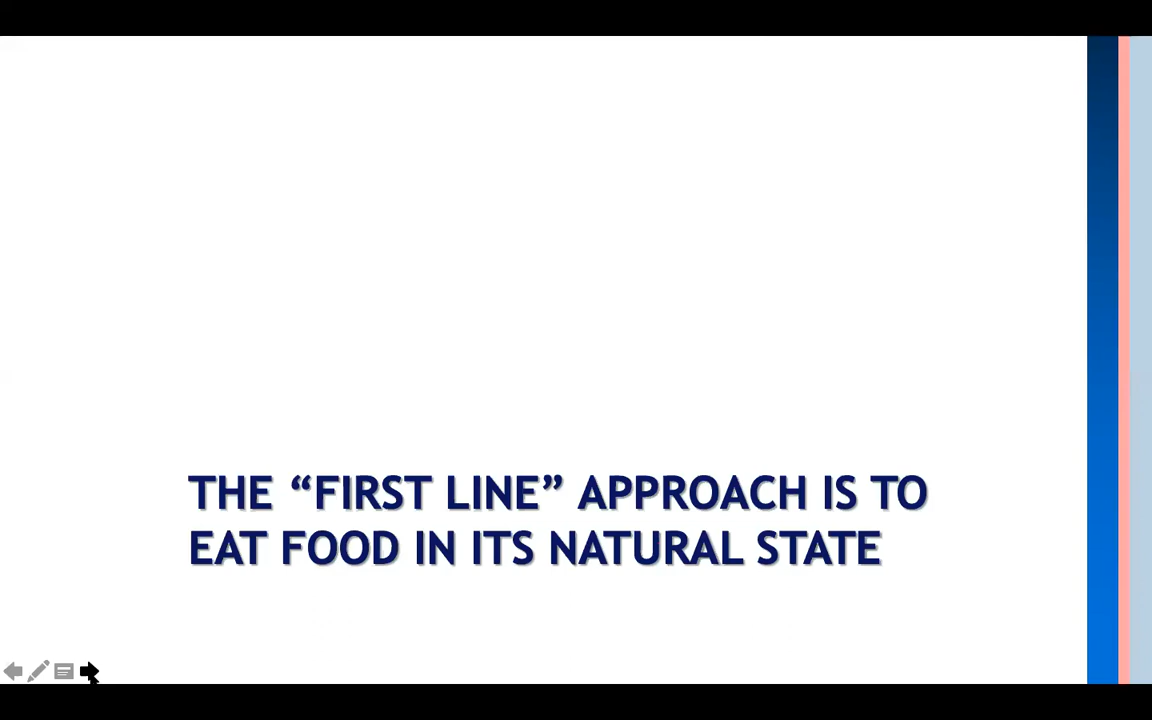 THE “FIRST LINE” APPROACH IS TO
EAT FOOD IN ITS NATURAL STATE